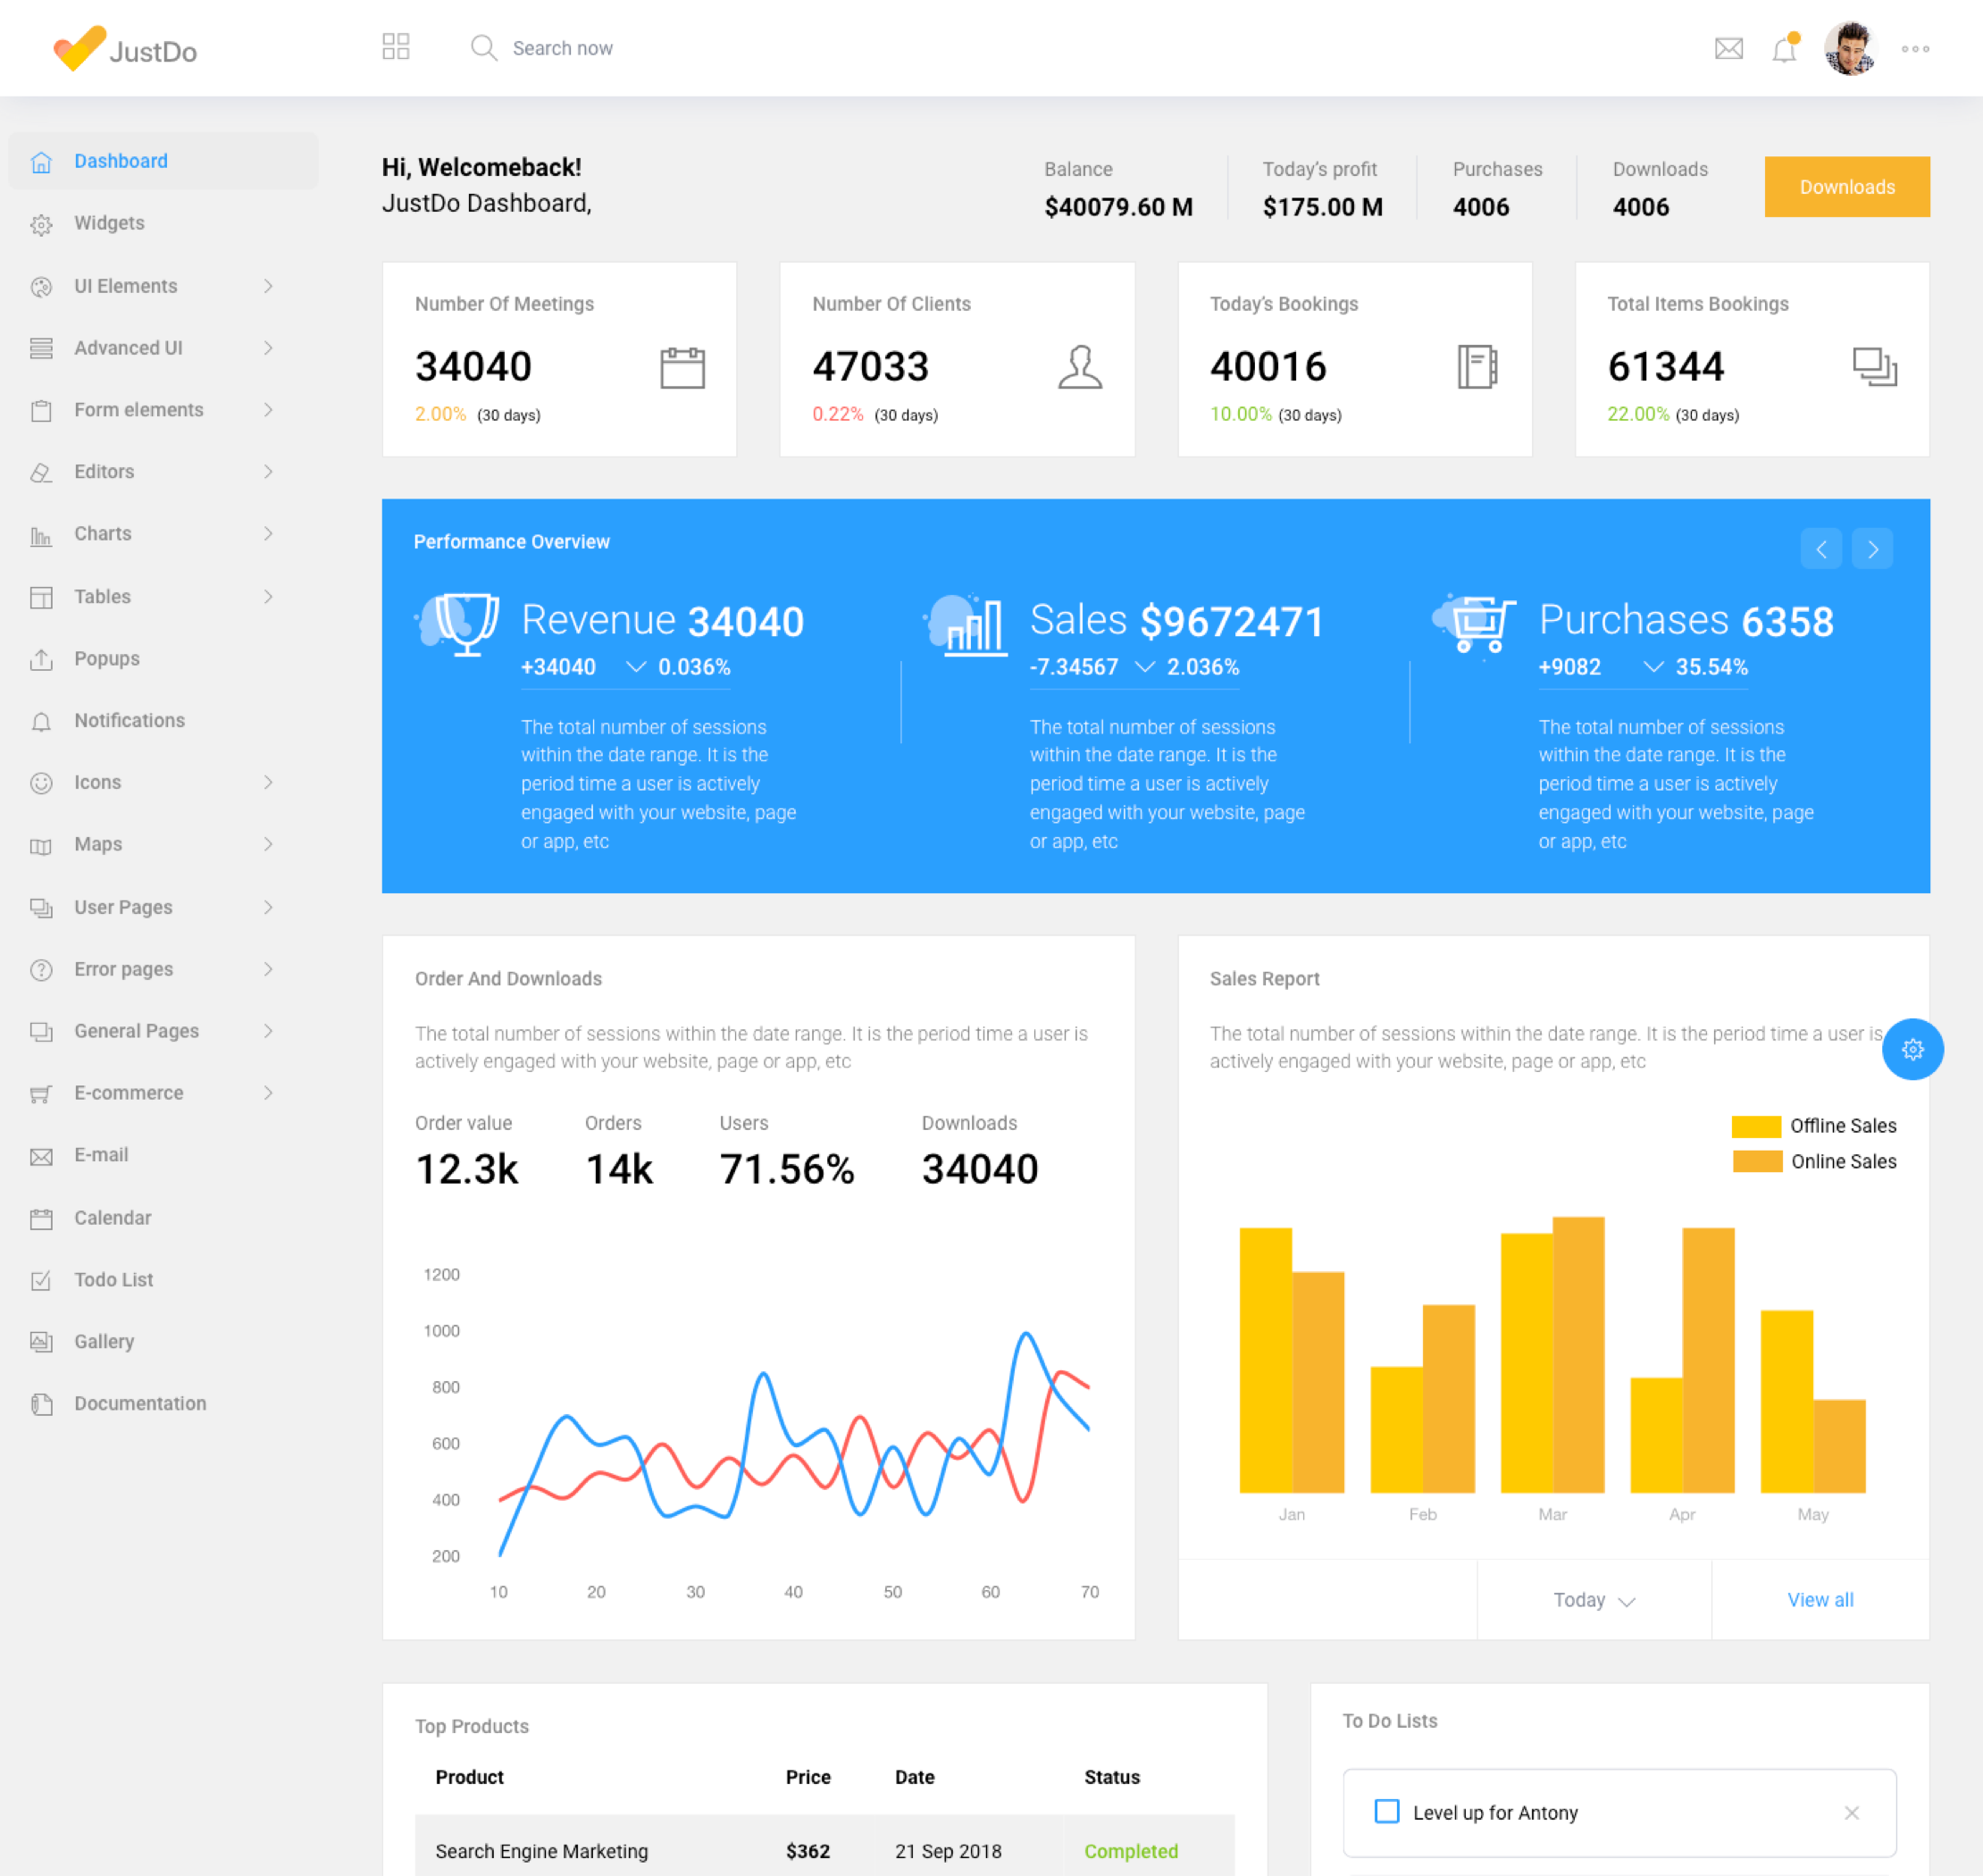 JustDo
Search now
Dashboard
Widgets
UI Elements
Advanced UI
Form elements
Editors
Charts
Tables
Popups
Notifications
Icons
Maps
User Pages
Error pages
General Pages
E-commerce
E-mail
Calendar
Todo List
Gallery
Documentation
Hi, Welcomeback!
JustDo Dashboard,
Balance
$40079.60 M
Today's profit
$175.00 M
Purchases
4006
Downloads
4006
Downloads
Number Of Meetings
34040
2.00% (30 days)
Number Of Clients
47033
0.22% (30 days)
Today's Bookings
40016
10.00% (30 days)
Total Items Bookings
61344
22.00% (30 days)
Performance Overview
Revenue 34040
+34040 0.036%
The total number of sessions
within the date range. It is the
period time a user is actively
engaged with your website, page
or app, etc
Sales $9672471
-7.34567 2.036%
The total number of sessions
within the date range. It is the
period time a user is actively
engaged with your website, page
or app, etc
Purchases 6358
+9082 35.54%
The total number of sessions
within the date range. It is the
period time a user is actively
engaged with your website, page
or app, etc
Order And Downloads
The total number of sessions within the date range. It is the period time a user is
actively engaged with your website, page or app, etc
Order value
12.3k
Orders
14k
Users
71.56%
Downloads
34040
1200
1000
800
600
400
200
10 20 30 40 50 60 70
Sales Report
The total number of sessions within the date range. It is the period time a user is
actively engaged with your website, page or app, etc
Offline Sales
Online Sales
Jan Feb Mar Apr May
Today
View all
Top Products
Product Price Date Status
Search Engine Marketing $362 21 Sep 2018 Completed
To Do Lists
Level up for Antony